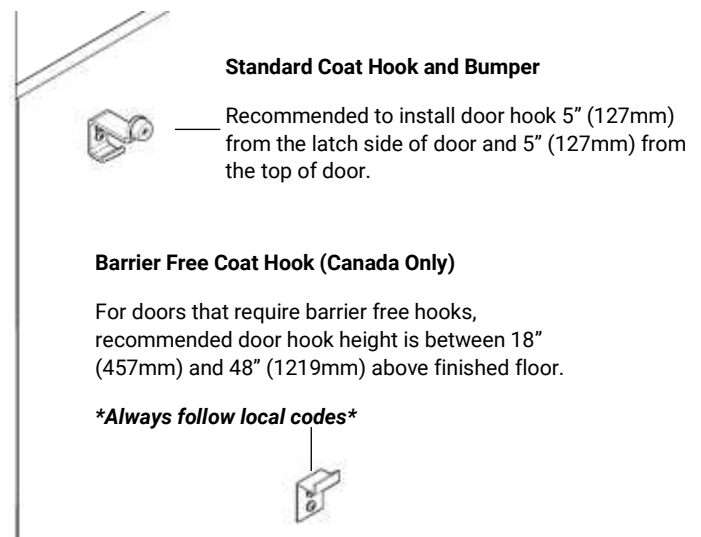 Standard Coat Hook and Bumper
Recommended to install door hook 5” (127mm)
from the latch side of door and 5” (127mm) from
the top of door.
Barrier Free Coat Hook (Canada Only)
For doors that require barrier free hooks,
recommended door hook height is between 18”
(457mm) and 48” (1219mm) above finished floor.
*Always follow local codes*